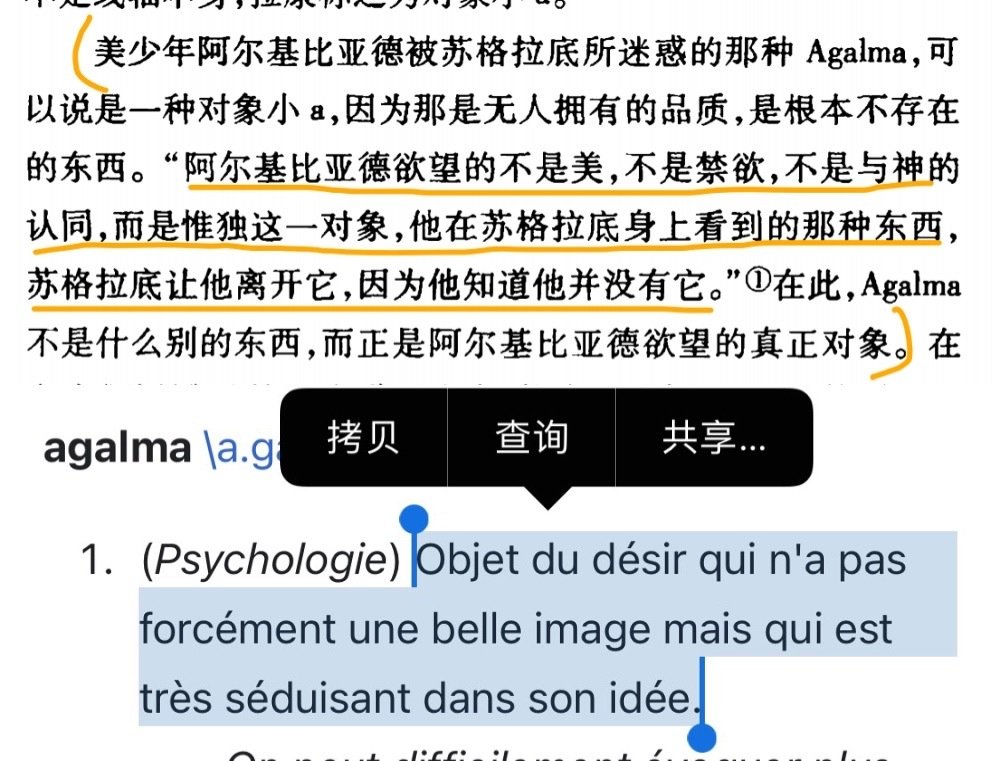 美少年阿尔基比亚德被苏格拉底所迷惑的那种 Agalma,可
以说是一种对象小 a,因为那是无人拥有的品质,是根本不存在
的东西。“阿尔基比亚德欲望的不是美,不是禁欲,不是与神的
认同,而是惟独这一对象,他在苏格拉底身上看到的那种东西,
苏格拉底让他离开它,因为他知道他并没有它。”①在此,Agalma
不是什么别的东西,而正是阿尔基比亚德欲望的真正对象。在
拷贝 查询 共享...
agalma \a.g
1. (Psychologie) Objet du désir qui n'a pas
forcément une belle image mais qui est
très séduisant dans son idée.